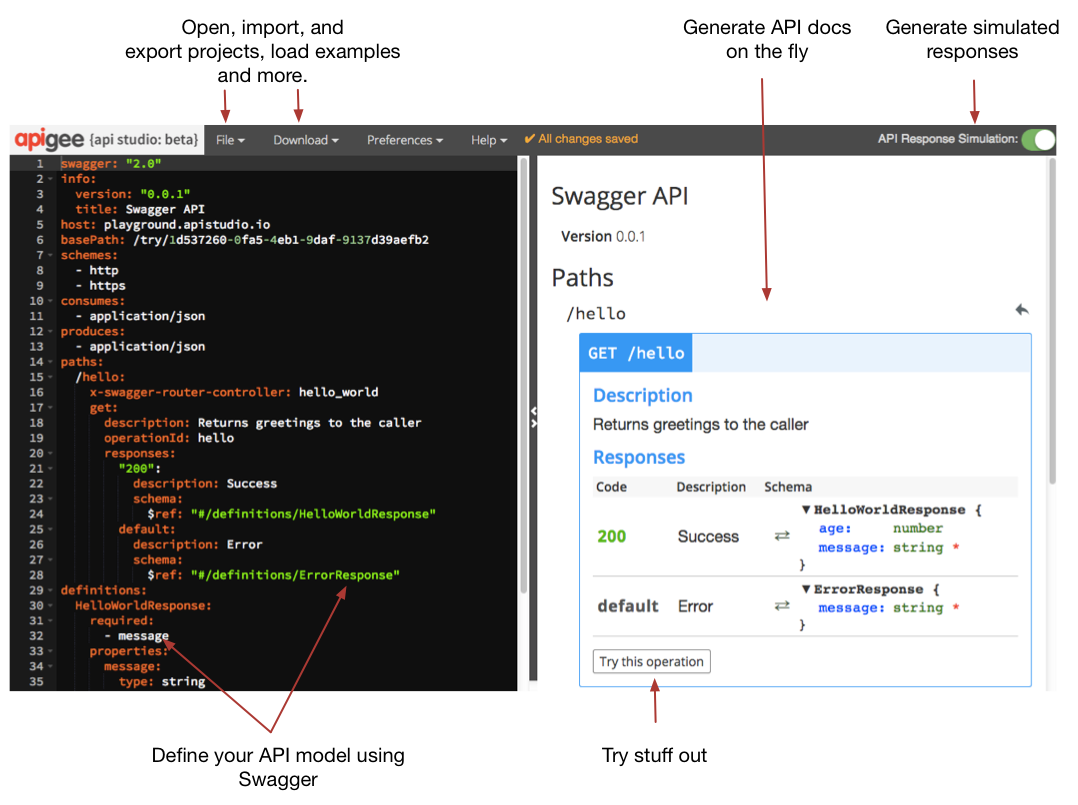 Open, import, and
export projects, load examples
and more.
Generate API docs
on the fly
Generate simulated
responses
apigee {api studio: beta} File Download Preferences Help ✔ All changes saved API Response Simulation:
1 swagger: "2.0"
2 info:
3 version: "0.0.1"
4 title: Swagger API
5 host: playground.apistudio.io
6 basePath: /try/1d537260-0fa5-4eb1-9daf-9137d39aefb2
7 schemes:
8 - http
9 - https
10 consumes:
11 - application/json
12 produces:
13 - application/json
14 paths:
15 /hello:
16 x-swagger-router-controller: hello_world
17 get:
18 description: Returns greetings to the caller
19 operationId: hello
20 responses:
21 "200":
22 description: Success
23 schema:
24 $ref: "#/definitions/HelloWorldResponse"
25 default:
26 description: Error
27 schema:
28 $ref: "#/definitions/ErrorResponse"
29 definitions:
30 HelloWorldResponse:
31 required:
32 - message
33 properties:
34 message:
35 type: string
Swagger API
Version 0.0.1
Paths
/hello
GET /hello
Description
Returns greetings to the caller
Responses
Code Description Schema
200 Success ⇄ ▼HelloWorldResponse {
age: number
message: string *
}
default Error ⇄ ▼ErrorResponse {
message: string *
}
Try this operation
Define your API model using
Swagger
Try stuff out